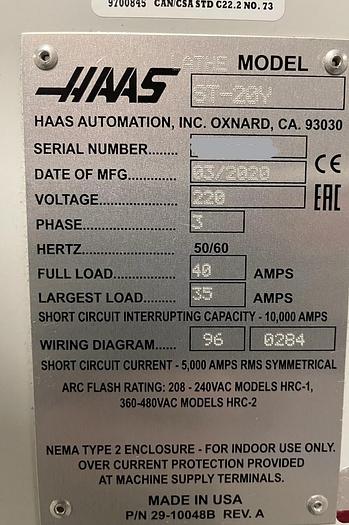 9700845 CAN/CSA STD C22.2 NO. 73
LATHE MODEL
HAAS
ST-20Y
HAAS AUTOMATION, INC. OXNARD, CA. 93030
SERIAL NUMBER........
DATE OF MFG............ 03/2020
CE
VOLTAGE.................. 220
EAC
PHASE...................... 3
HERTZ....................... 50/60
FULL LOAD............... 40 AMPS
LARGEST LOAD....... 35 AMPS
SHORT CIRCUIT INTERRUPTING CAPACITY - 10,000 AMPS
WIRING DIAGRAM...... 96 0284
SHORT CIRCUIT CURRENT - 5,000 AMPS RMS SYMMETRICAL
ARC FLASH RATING: 208 - 240VAC MODELS HRC-1,
360-480VAC MODELS HRC-2
NEMA TYPE 2 ENCLOSURE - FOR INDOOR USE ONLY.
OVER CURRENT PROTECTION PROVIDED
AT MACHINE SUPPLY TERMINALS.
MADE IN USA
P/N 29-10048B REV. A